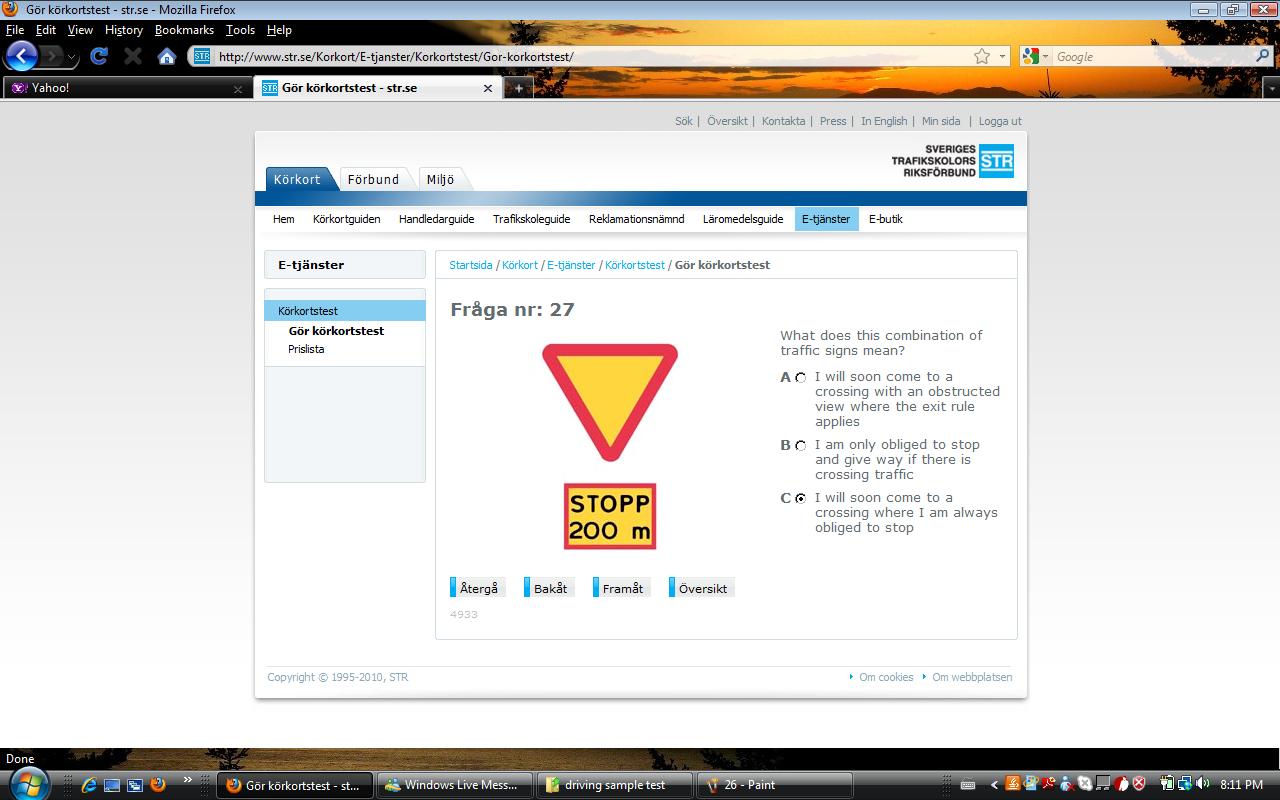 Gör körkortstest - str.se - Mozilla Firefox
File Edit View History Bookmarks Tools Help
STR http://www.str.se/Korkort/E-tjanster/Korkortstest/Gor-korkortstest/
Google
Yahoo!
STR Gör körkortstest - str.se
Sök | Översikt | Kontakta | Press | In English | Min sida | Logga ut
SVERIGES
TRAFIKSKOLORS STR
RIKSFÖRBUND
Körkort Förbund Miljö
Hem Körkortguiden Handledarguide Trafikskoleguide Reklamationsnämnd Läromedelsguide E-tjänster E-butik
E-tjänster
Körkortstest
Gör körkortstest
Prislista
Startsida / Körkort / E-tjänster / Körkortstest / Gör körkortstest
Fråga nr: 27
STOPP
200 m
What does this combination of
traffic signs mean?
A I will soon come to a
crossing with an obstructed
view where the exit rule
applies
B I am only obliged to stop
and give way if there is
crossing traffic
C I will soon come to a
crossing where I am always
obliged to stop
Återgå Bakåt Framåt Översikt
4933
Copyright © 1995-2010, STR
Om cookies Om webbplatsen
Done
Gör körkortstest - st... Windows Live Mess... driving sample test 26 - Paint 8:11 PM